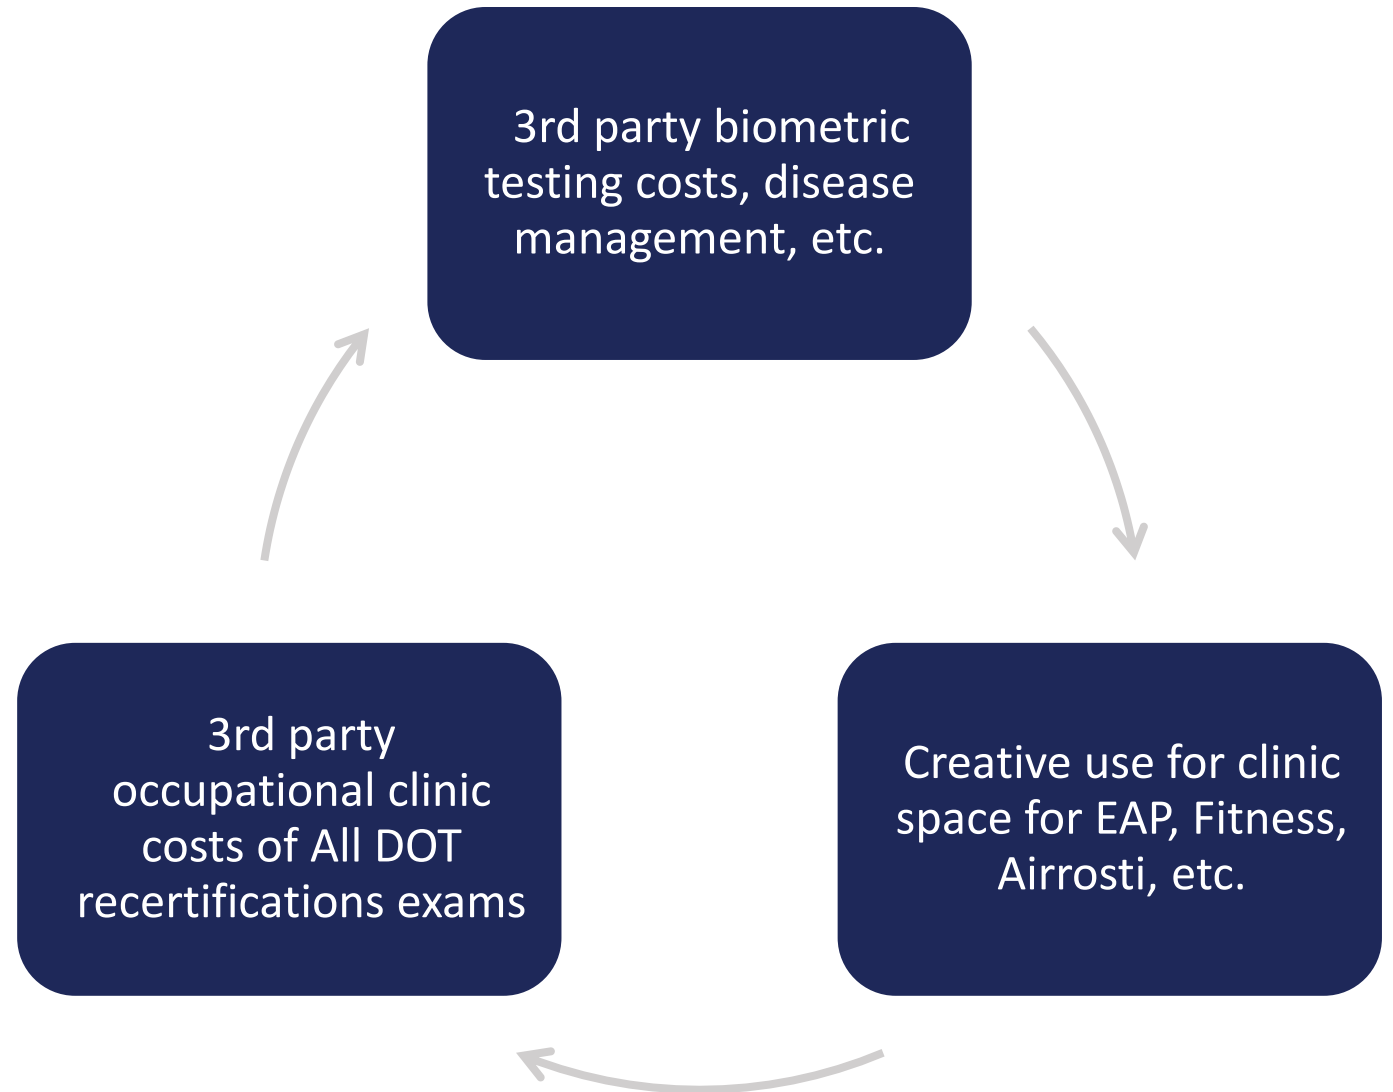 3rd party biometric
testing costs, disease
management, etc.
Creative use for clinic
space for EAP, Fitness,
Airrosti, etc.
3rd party
occupational clinic
costs of All DOT
recertifications exams